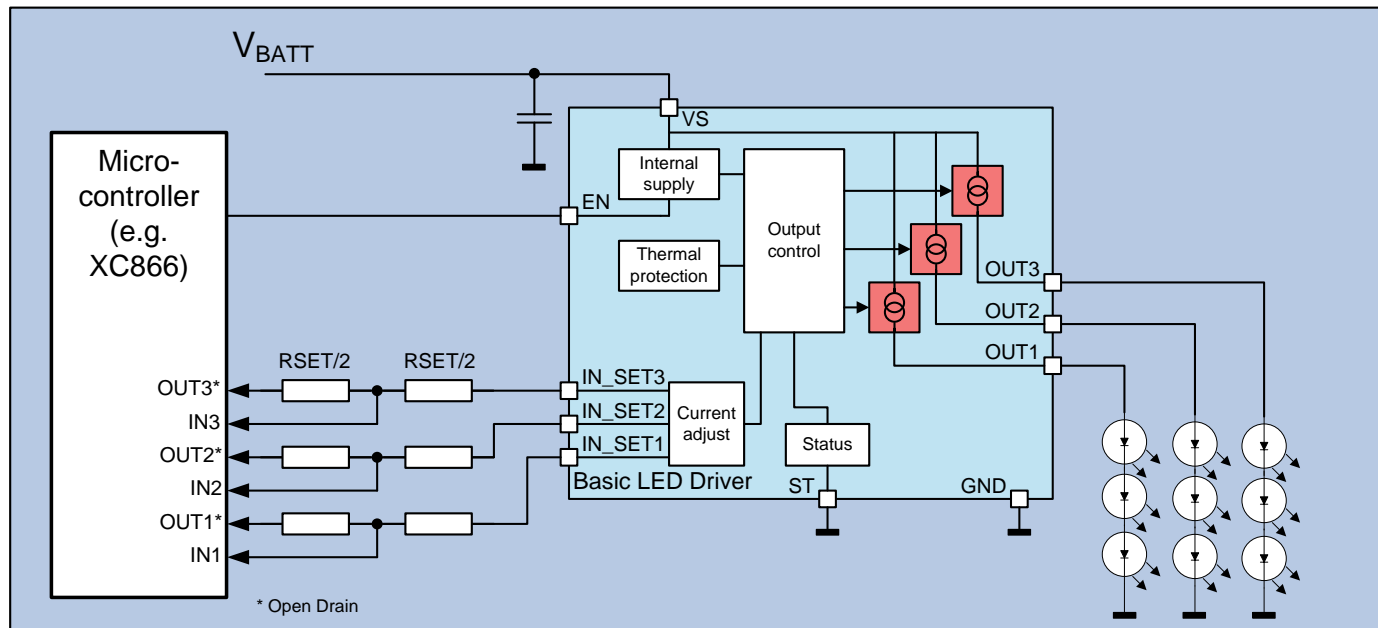 VBATT
VS
Micro-
controller
(e.g.
XC866)
Internal
supply
EN
Output
control
Thermal
protection
OUT3
OUT2
OUT1
RSET/2
RSET/2
OUT3*
IN3
OUT2*
IN2
OUT1*
IN1
IN_SET3
IN_SET2
IN_SET1
Current
adjust
Status
Basic LED Driver
ST
GND
* Open Drain